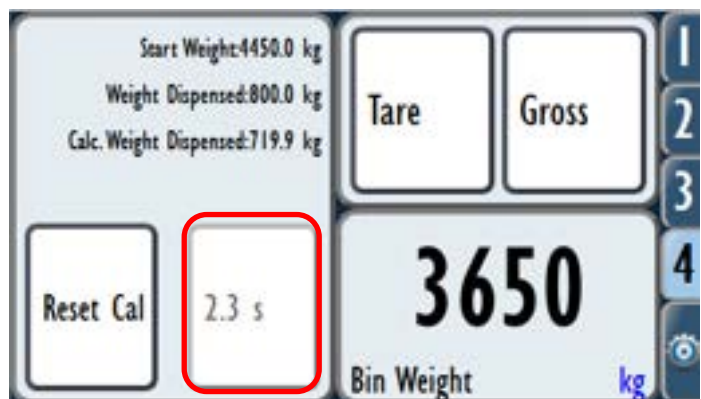 Start Weight:4450.0 kg
Weight Dispensed:800.0 kg
Calc. Weight Dispensed:719.9 kg
Reset Cal
2.3 s
Tare
Gross
3650
Bin Weight kg
1
2
3
4